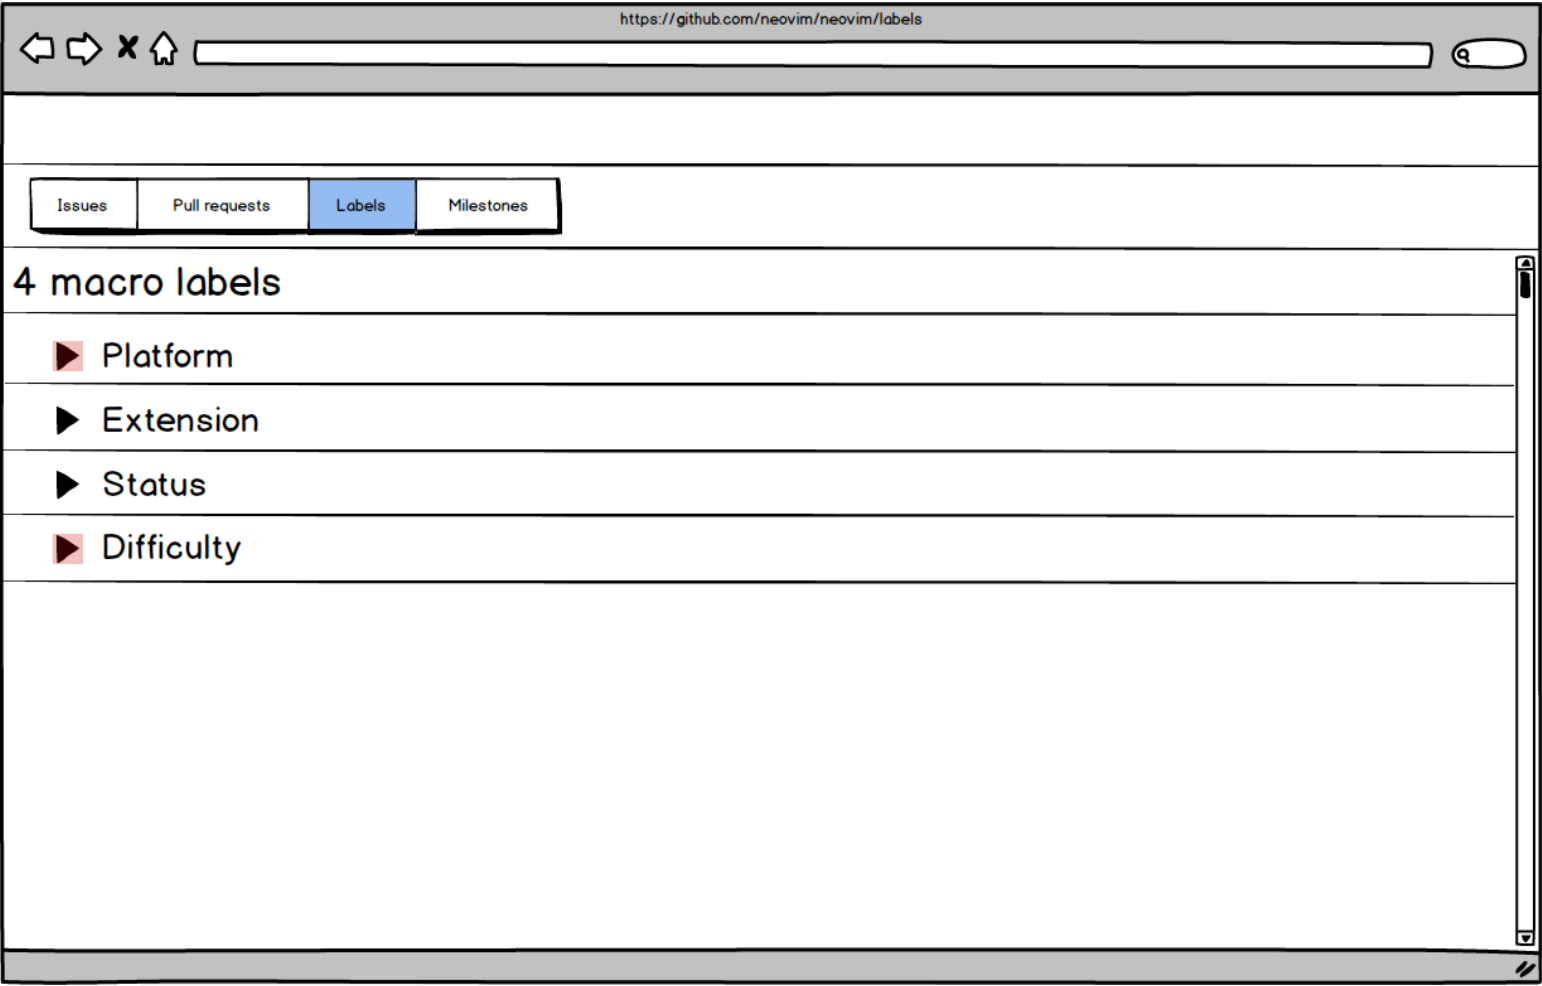 https://github.com/neovim/neovim/labels
Issues Pull requests Labels Milestones
4 macro labels
Platform
Extension
Status
Difficulty